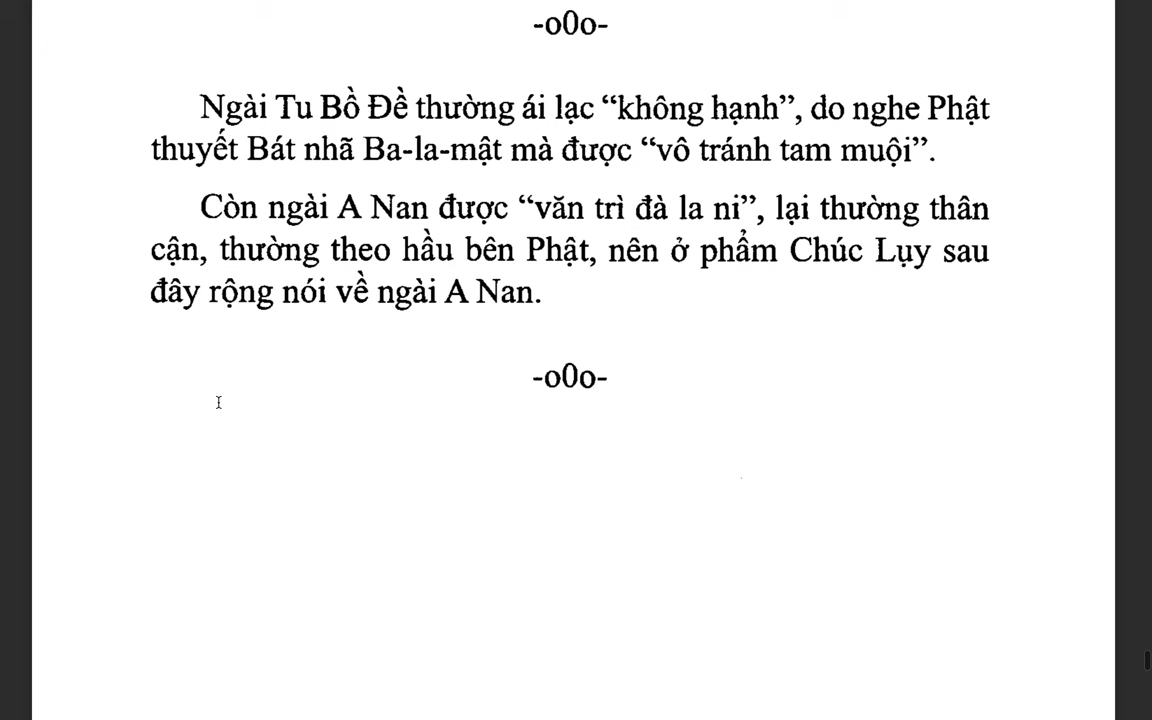 -o0o-
Ngài Tu Bồ Đề thường ái lạc “không hạnh”, do nghe Phật
thuyết Bát nhã Ba-la-mật mà được “vô tránh tam muội”.
Còn ngài A Nan được “văn trì đà la ni”, lại thường thân
cận, thường theo hầu bên Phật, nên ở phẩm Chúc Lụy sau
đây rộng nói về ngài A Nan.
-o0o-